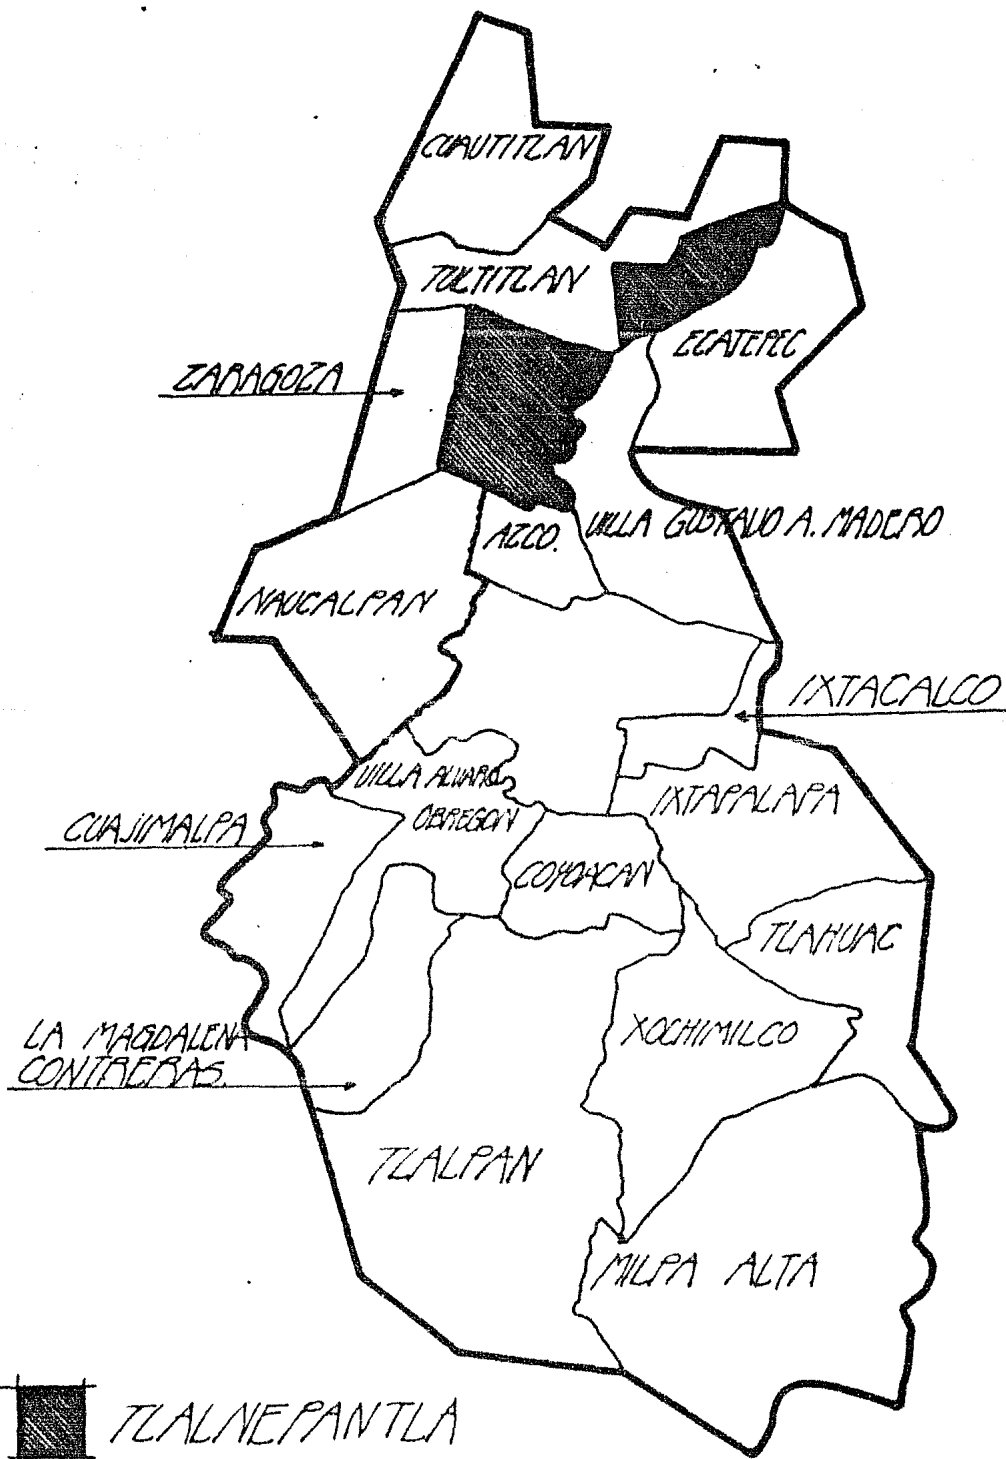 CUAUTITLAN
TULTITLAN
ECATEPEC
ZARAGOZA
AZCO.
VILLA GUSTAVO A. MADERO
NAUCALPAN
IXTACALCO
VILLA ALVARO
OBREGON
IXTAPALAPA
CUAJIMALPA
COYOACAN
TLAHUAC
LA MAGDALENA
CONTRERAS.
XOCHIMILCO
TLALPAN
MILPA ALTA
TLALNEPANTLA